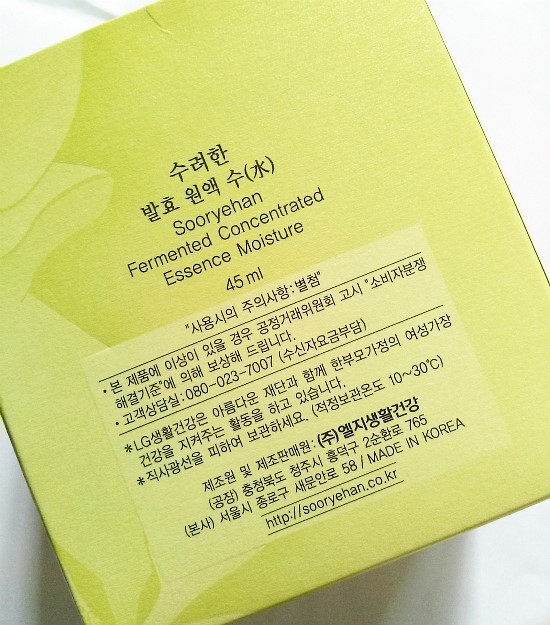 수려한
발효 원액 수(水)
Sooryehan
Fermented Concentrated
Essence Moisture
45 ml
"사용시의 주의사항:별첨"
•본 제품에 이상이 있을 경우 공정거래위원회 고시 "소비자분쟁
해결기준"에 의해 보상해 드립니다.
•고객상담실:080-023-7007 (수신자요금부담)
*LG생활건강은 아름다운 재단과 함께 한부모가정의 여성가장
건강을 지켜주는 활동을 하고 있습니다.
*직사광선을 피하여 보관하세요. (적정보관온도 10~30℃)
제조원 및 제조판매원: (주)엘지생활건강
(공장) 충청북도 청주시 흥덕구 2순환로 765
(본사) 서울시 종로구 새문안로 58 / MADE IN KOREA
http://sooryehan.co.kr